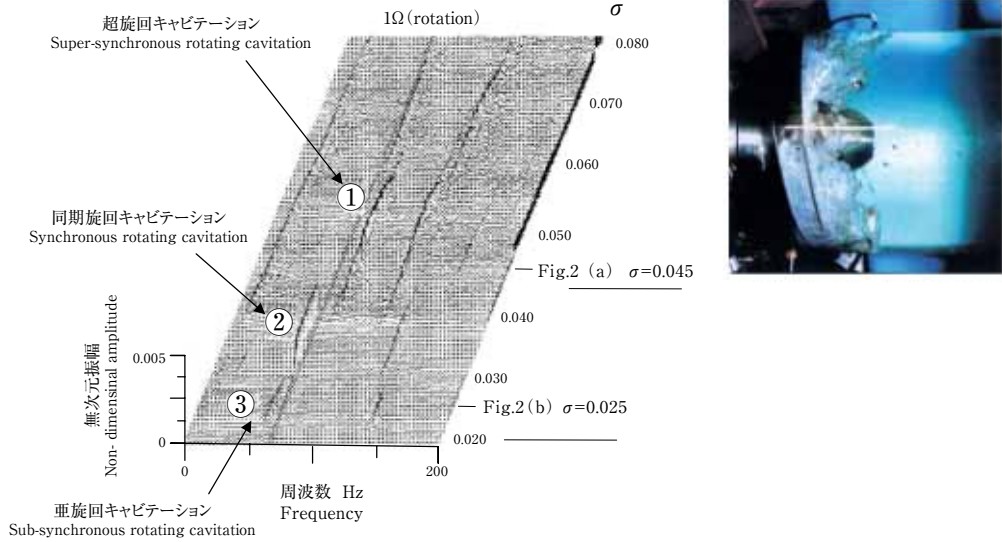 超旋回キャビテーション
Super-synchronous rotating cavitation
1Ω (rotation)
σ
0.080
0.070
0.060
0.050
Fig.2 (a) σ=0.045
0.040
0.030
Fig.2 (b) σ=0.025
0.020
①
同期旋回キャビテーション
Synchronous rotating cavitation
②
③
無次元振幅
Non- dimensinal amplitude
0.005
0
0
200
周波数 Hz
Frequency
亜旋回キャビテーション
Sub-synchronous rotating cavitation